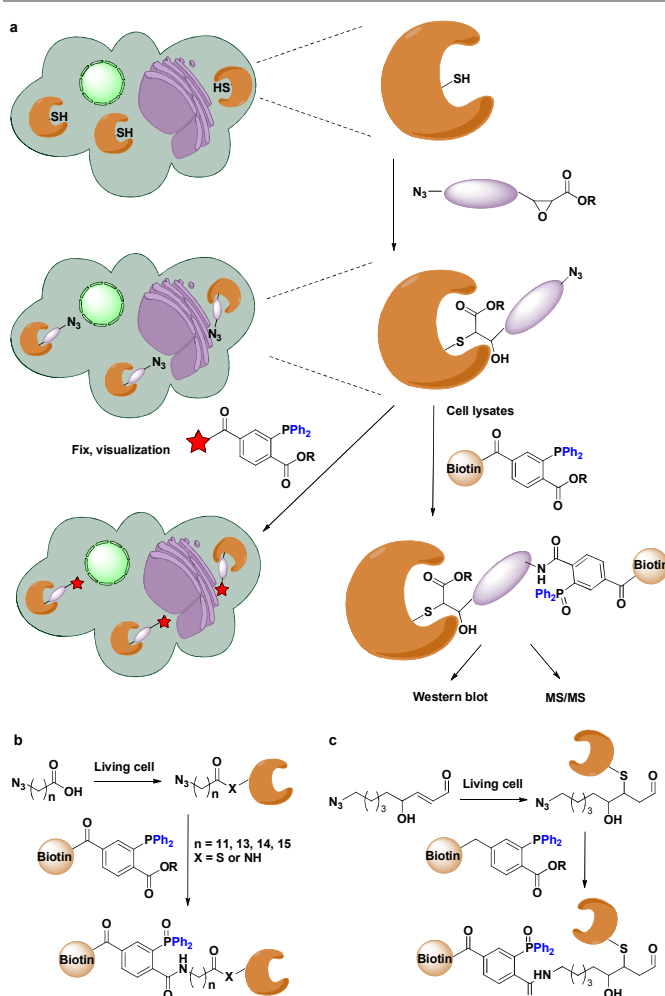 a
HS
SH
SH
SH
N3
O
OR
O
N3
N3
N3
N3
O
OR
S
OH
Cell lysates
Fix, visualization
O
PPh2
OR
O
O
PPh2
Biotin
OR
O
O
OR
S
OH
N
H
O
Ph2P
O
O
Biotin
Western blot
MS/MS
b
N3
n
O
OH
Living cell
N3
n
O
X
O
PPh2
Biotin
OR
O
n = 11, 13, 14, 15
X = S or NH
O
O
PPh2
Biotin
H
N
O
n
O
X
c
N3
3
OH
O
Living cell
S
N3
3
OH
O
PPh2
Biotin
OR
O
S
O
O
PPh2
Biotin
HN
3
OH
O